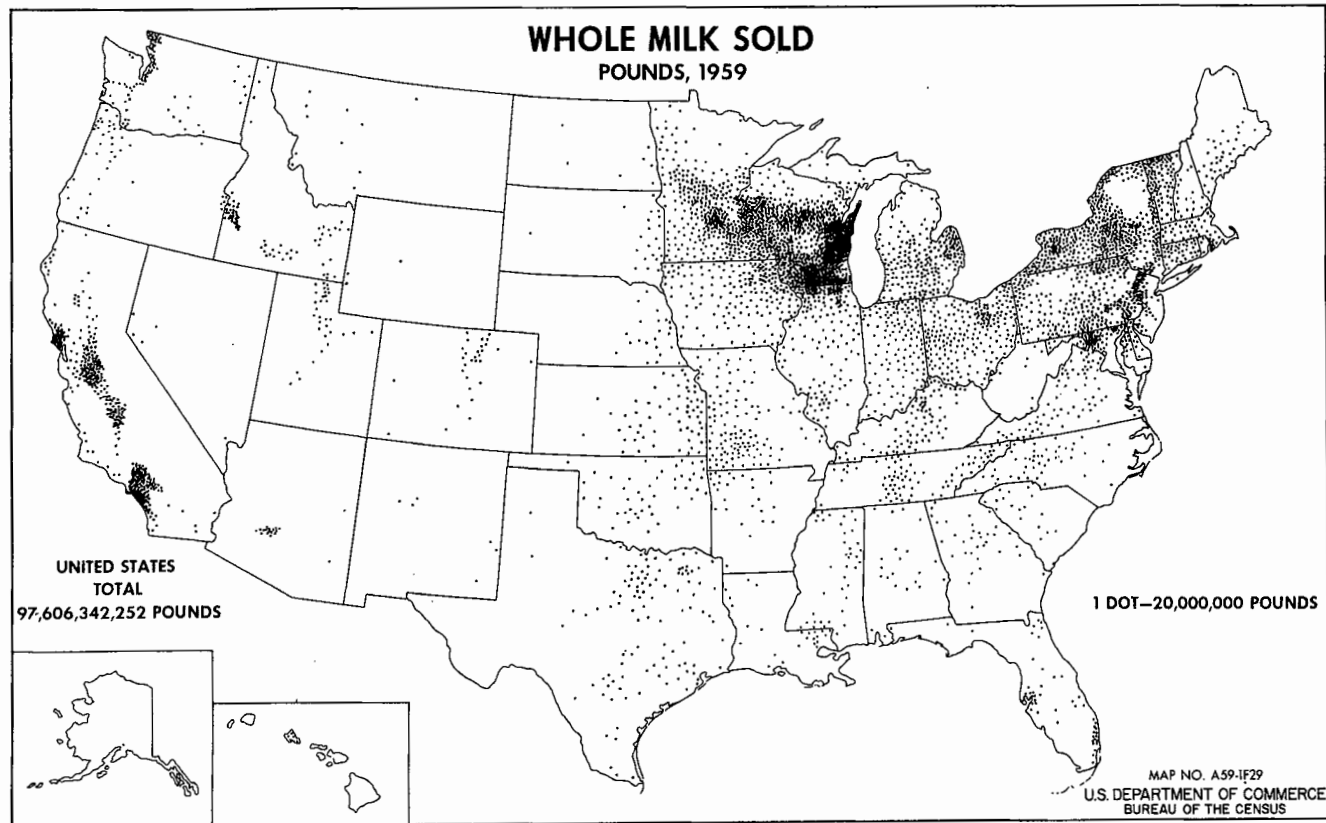 WHOLE MILK SOLD
POUNDS, 1959
UNITED STATES
TOTAL
97,606,342,252 POUNDS
1 DOT—20,000,000 POUNDS
MAP NO. A59-1F29
U.S. DEPARTMENT OF COMMERCE
BUREAU OF THE CENSUS